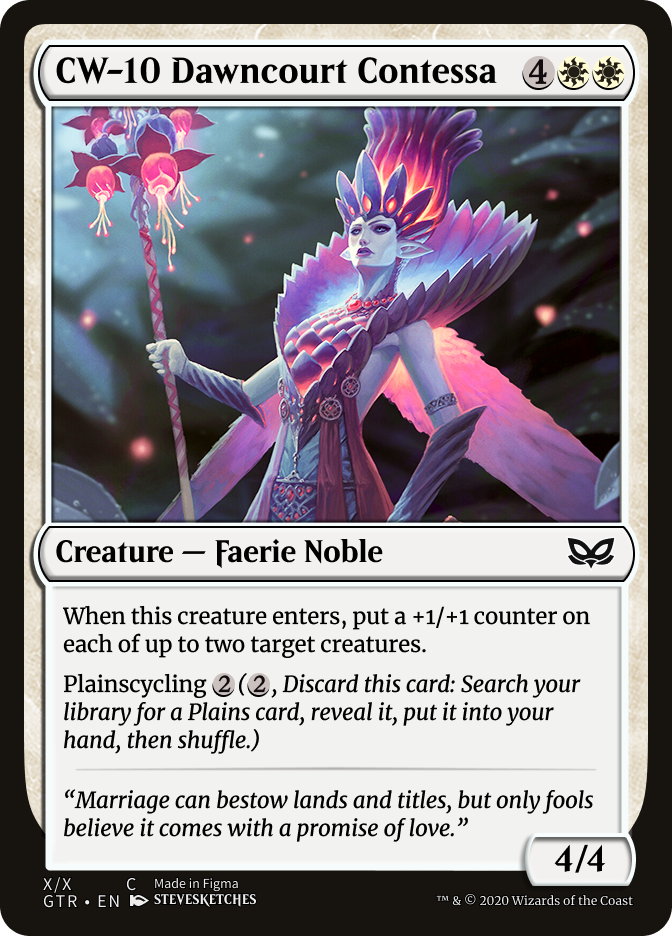 CW-10 Dawncourt Contessa 4
Creature — Faerie Noble
When this creature enters, put a +1/+1 counter on
each of up to two target creatures.
Plainscycling 2 (2, Discard this card: Search your
library for a Plains card, reveal it, put it into your
hand, then shuffle.)
“Marriage can bestow lands and titles, but only fools
believe it comes with a promise of love.”
4/4
X/X C Made in Figma
GTR • EN STEVESKETCHES ™ & © 2020 Wizards of the Coast